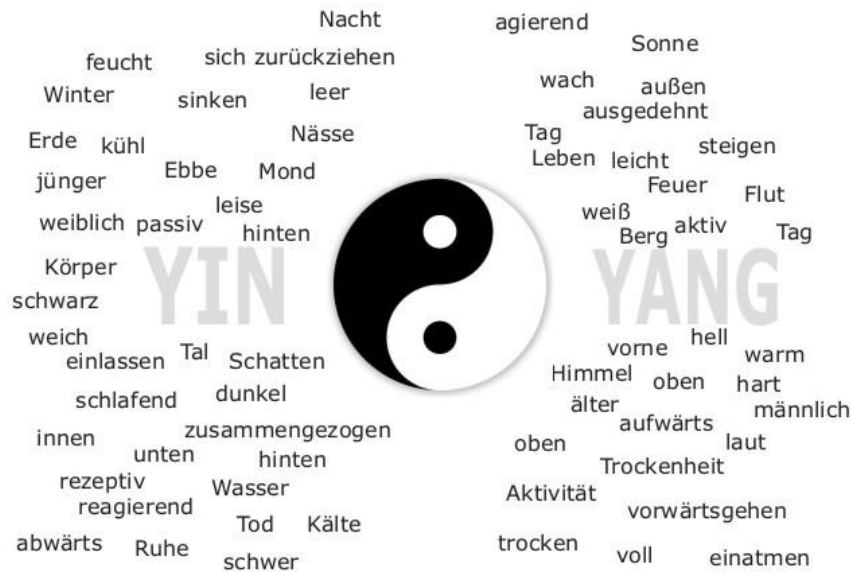 Nacht
feucht
sich zurückziehen
Winter
sinken
leer
Erde
kühl
Nässe
jünger
Ebbe
Mond
leise
weiblich
passiv
hinten
YIN
Körper
schwarz
weich
einlassen
Tal
Schatten
schlafend
dunkel
innen
zusammengezogen
unten
hinten
rezeptiv
Wasser
reagierend
Tod
Kälte
abwärts
Ruhe
schwer
agierend
Sonne
wach
außen
ausgedehnt
Tag
Leben
leicht
steigen
Feuer
Flut
weiß
Berg
aktiv
Tag
YANG
vorne
hell
warm
Himmel
oben
hart
älter
männlich
aufwärts
oben
laut
Trockenheit
Aktivität
vorwärtsgehen
trocken
voll
einatmen